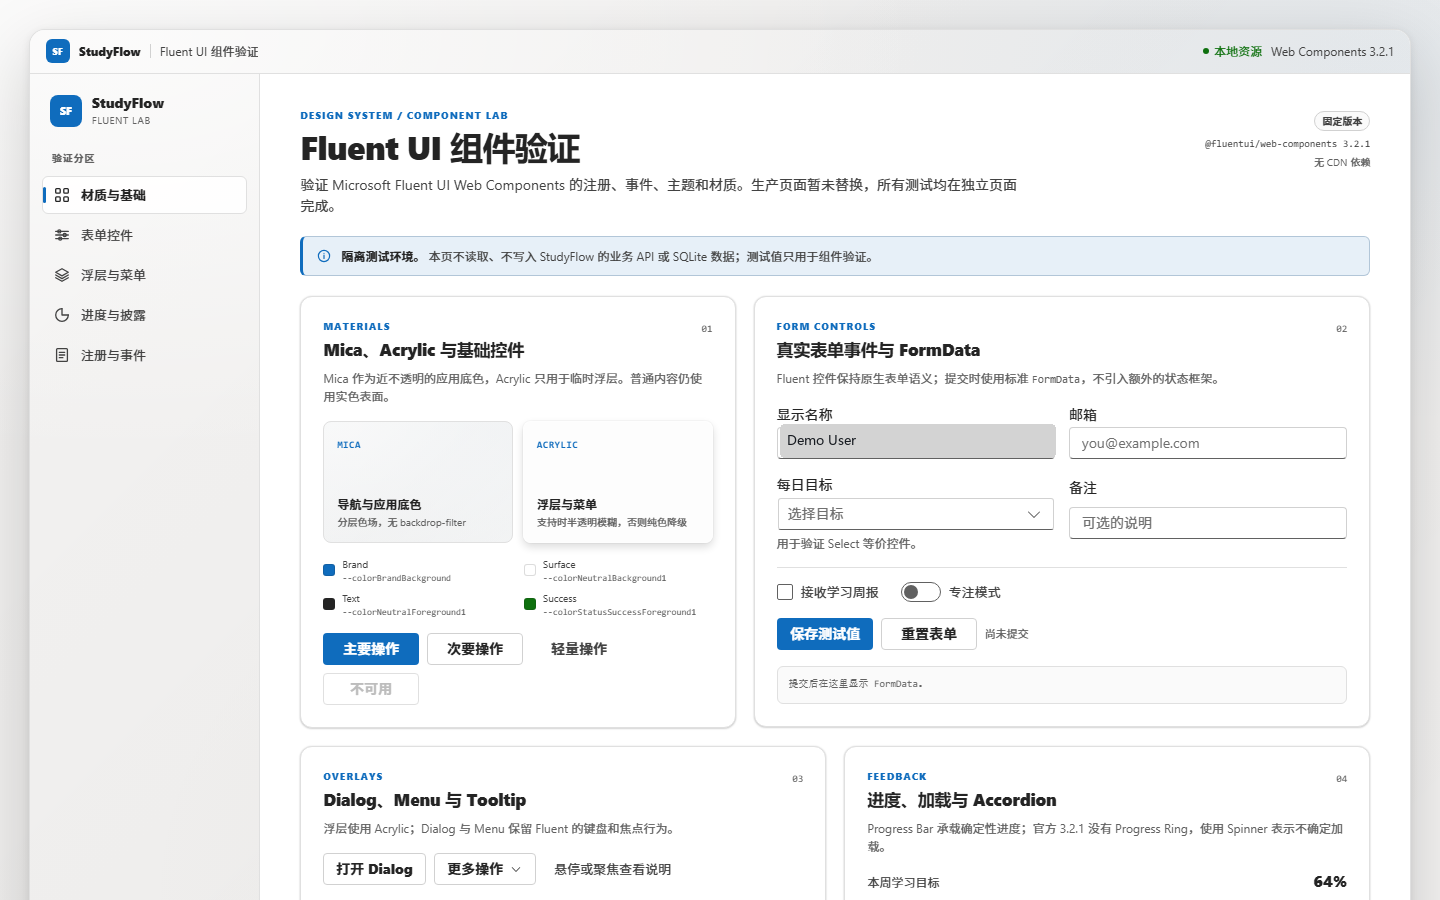 SF StudyFlow Fluent UI 组件验证
本地资源 Web Components 3.2.1
SF StudyFlow
FLUENT LAB
验证分区
材质与基础
表单控件
浮层与菜单
进度与披露
注册与事件
DESIGN SYSTEM / COMPONENT LAB
Fluent UI 组件验证
验证 Microsoft Fluent UI Web Components 的注册、事件、主题和材质。生产页面暂未替换，所有测试均在独立页面
完成。
固定版本
@fluentui/web-components 3.2.1
无 CDN 依赖
隔离测试环境。 本页不读取、不写入 StudyFlow 的业务 API 或 SQLite 数据；测试值只用于组件验证。
MATERIALS
01
Mica、Acrylic 与基础控件
Mica 作为近不透明的应用底色，Acrylic 只用于临时浮层。普通内容仍使
用实色表面。
MICA
导航与应用底色
分层色场，无 backdrop-filter
ACRYLIC
浮层与菜单
支持时半透明模糊，否则纯色降级
Brand
--colorBrandBackground
Surface
--colorNeutralBackground1
Text
--colorNeutralForeground1
Success
--colorStatusSuccessForeground1
主要操作
次要操作
轻量操作
不可用
FORM CONTROLS
02
真实表单事件与 FormData
Fluent 控件保持原生表单语义；提交时使用标准 FormData，不引入额外的状态框架。
显示名称
Demo User
邮箱
you@example.com
每日目标
选择目标
用于验证 Select 等价控件。
备注
可选的说明
接收学习周报
专注模式
保存测试值
重置表单
尚未提交
提交后在这里显示 FormData。
OVERLAYS
03
Dialog、Menu 与 Tooltip
浮层使用 Acrylic；Dialog 与 Menu 保留 Fluent 的键盘和焦点行为。
打开 Dialog
更多操作
悬停或聚焦查看说明
FEEDBACK
04
进度、加载与 Accordion
Progress Bar 承载确定性进度；官方 3.2.1 没有 Progress Ring，使用 Spinner 表示不确定加
载。
本周学习目标
64%